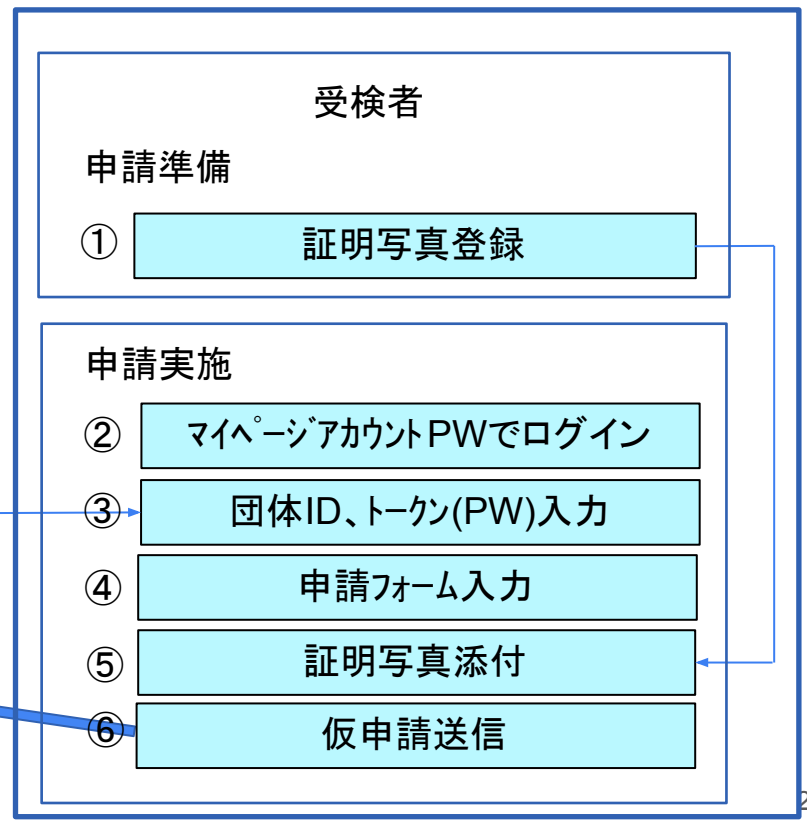 受検者
申請準備
① 証明写真登録
申請実施
② ﾏｲﾍﾟｰｼﾞｱｶｳﾝﾄPWでログイン
③ 団体ID、ﾄｰｸﾝ(PW)入力
④ 申請ﾌｫｰﾑ入力
⑤ 証明写真添付
⑥ 仮申請送信
2